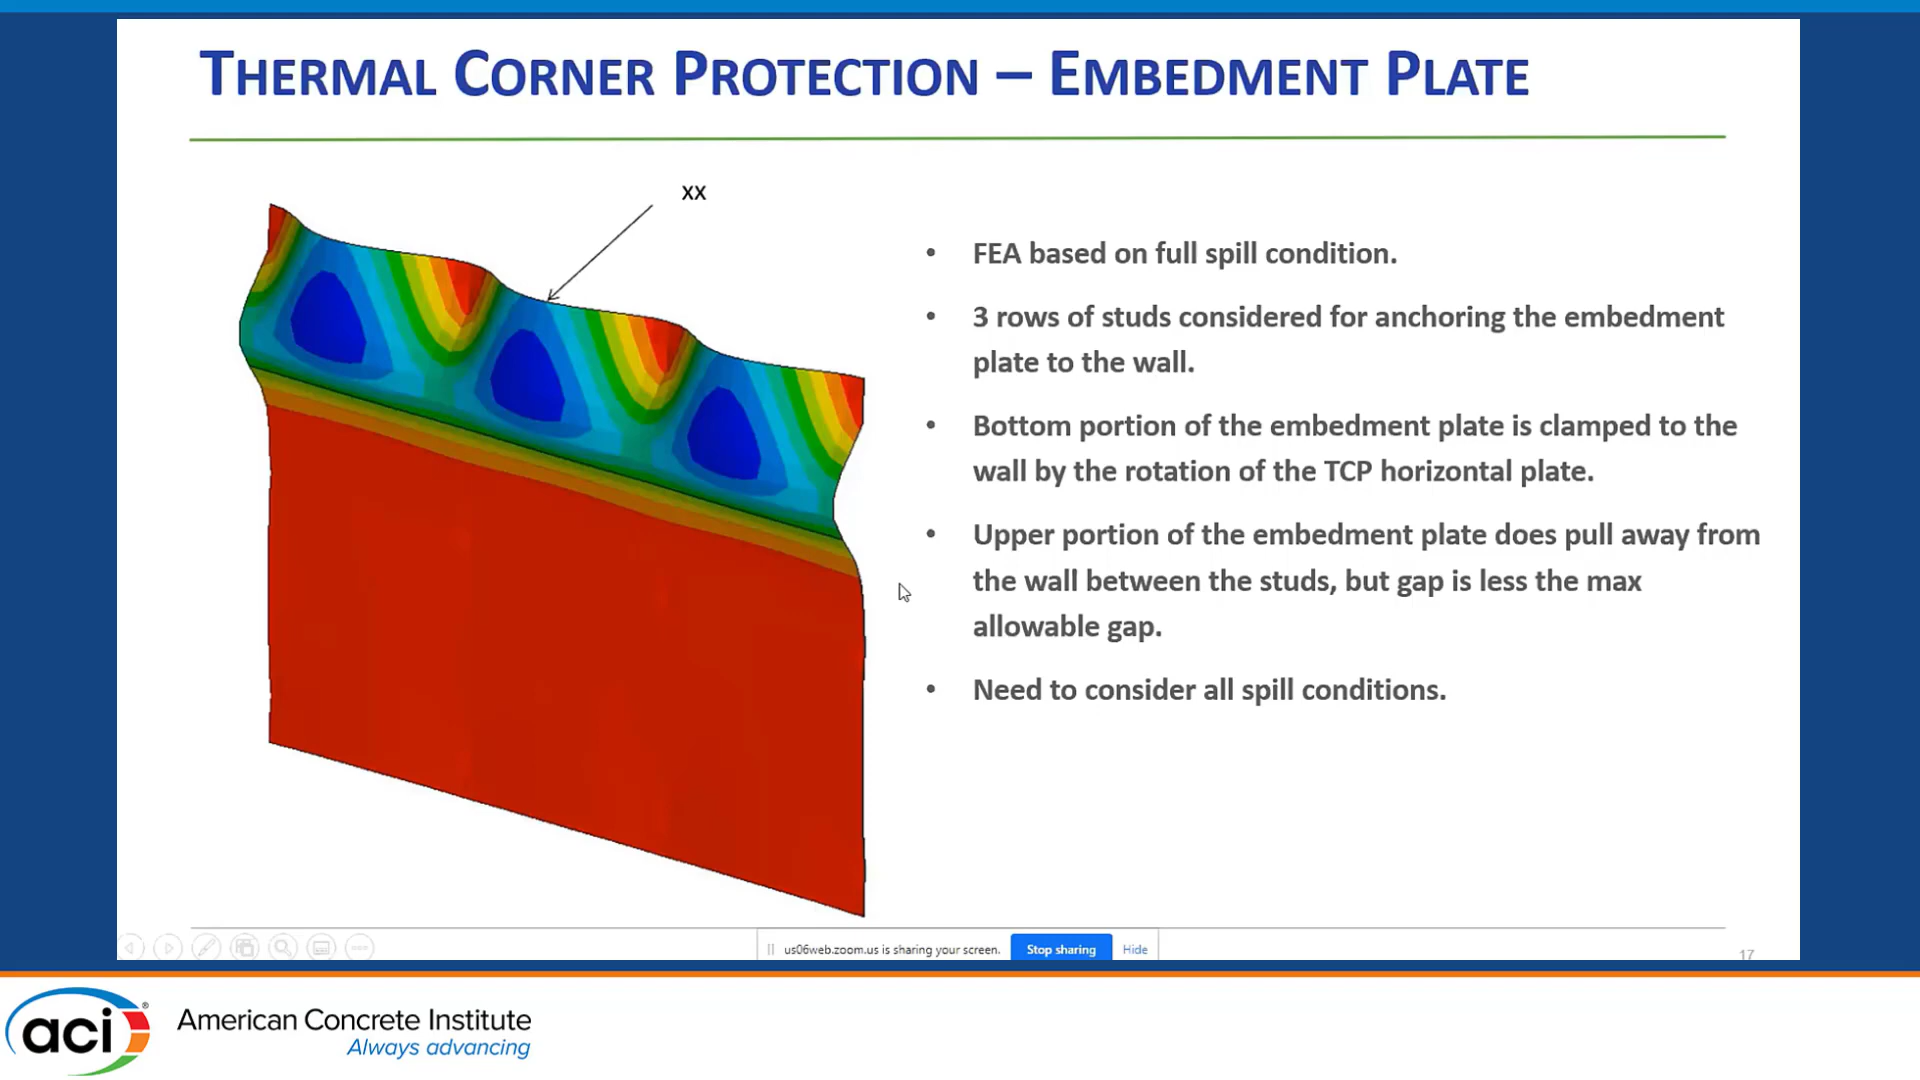 THERMAL CORNER PROTECTION – EMBEDMENT PLATE
XX
• FEA based on full spill condition.
• 3 rows of studs considered for anchoring the embedment
plate to the wall.
• Bottom portion of the embedment plate is clamped to the
wall by the rotation of the TCP horizontal plate.
• Upper portion of the embedment plate does pull away from
the wall between the studs, but gap is less the max
allowable gap.
• Need to consider all spill conditions.
us06web.zoom.us is sharing your screen.
Stop sharing
Hide
17
aci®
American Concrete Institute
Always advancing